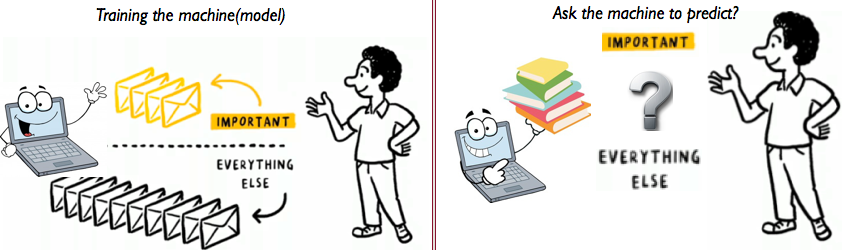 Training the machine(model)
IMPORTANT
EVERYTHING
ELSE
Ask the machine to predict?
IMPORTANT
?
EVERYTHING
ELSE